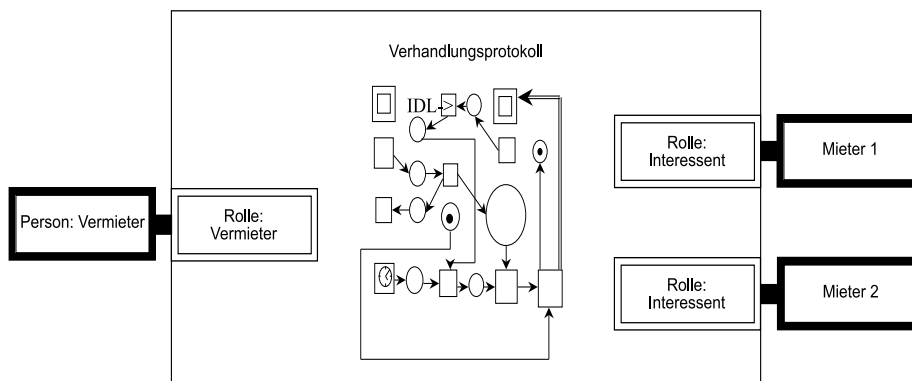 Verhandlungsprotokoll
IDL->
Person: Vermieter
Rolle:
Vermieter
Rolle:
Interessent
Mieter 1
Rolle:
Interessent
Mieter 2